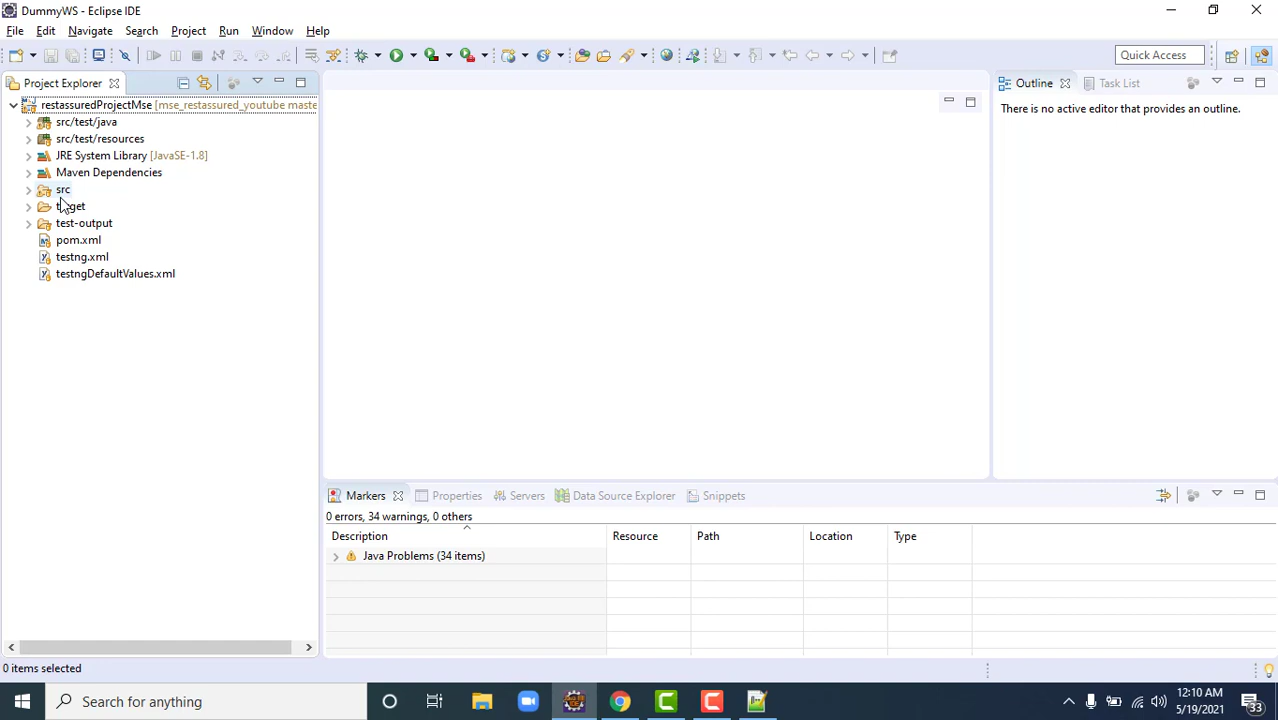 DummyWS - Eclipse IDE
File Edit Navigate Search Project Run Window Help
Quick Access
Project Explorer
Outline Task List
restassuredProjectMse [mse_restassured_youtube maste
src/test/java
src/test/resources
JRE System Library [JavaSE-1.8]
Maven Dependencies
src
target
test-output
pom.xml
testng.xml
testngDefaultValues.xml
There is no active editor that provides an outline.
Markers Properties Servers Data Source Explorer Snippets
0 errors, 34 warnings, 0 others
Description Resource Path Location Type
Java Problems (34 items)
0 items selected
Search for anything
12:10 AM
5/19/2021
33